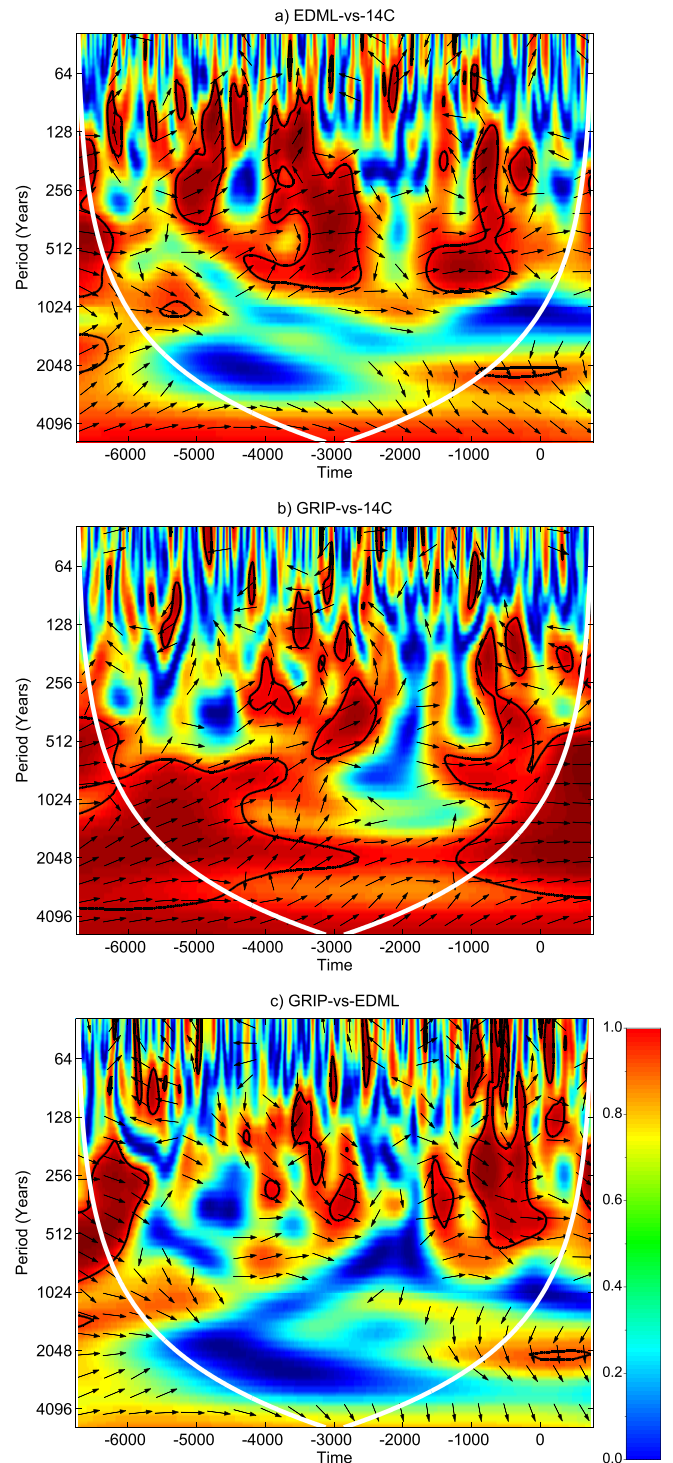 a) EDML-vs-14C
64
128
256
512
1024
2048
4096
Period (Years)
-6000 -5000 -4000 -3000 -2000 -1000 0
Time
b) GRIP-vs-14C
64
128
256
512
1024
2048
4096
Period (Years)
-6000 -5000 -4000 -3000 -2000 -1000 0
Time
c) GRIP-vs-EDML
64
128
256
512
1024
2048
4096
Period (Years)
-6000 -5000 -4000 -3000 -2000 -1000 0
Time
1.0
0.8
0.6
0.4
0.2
0.0